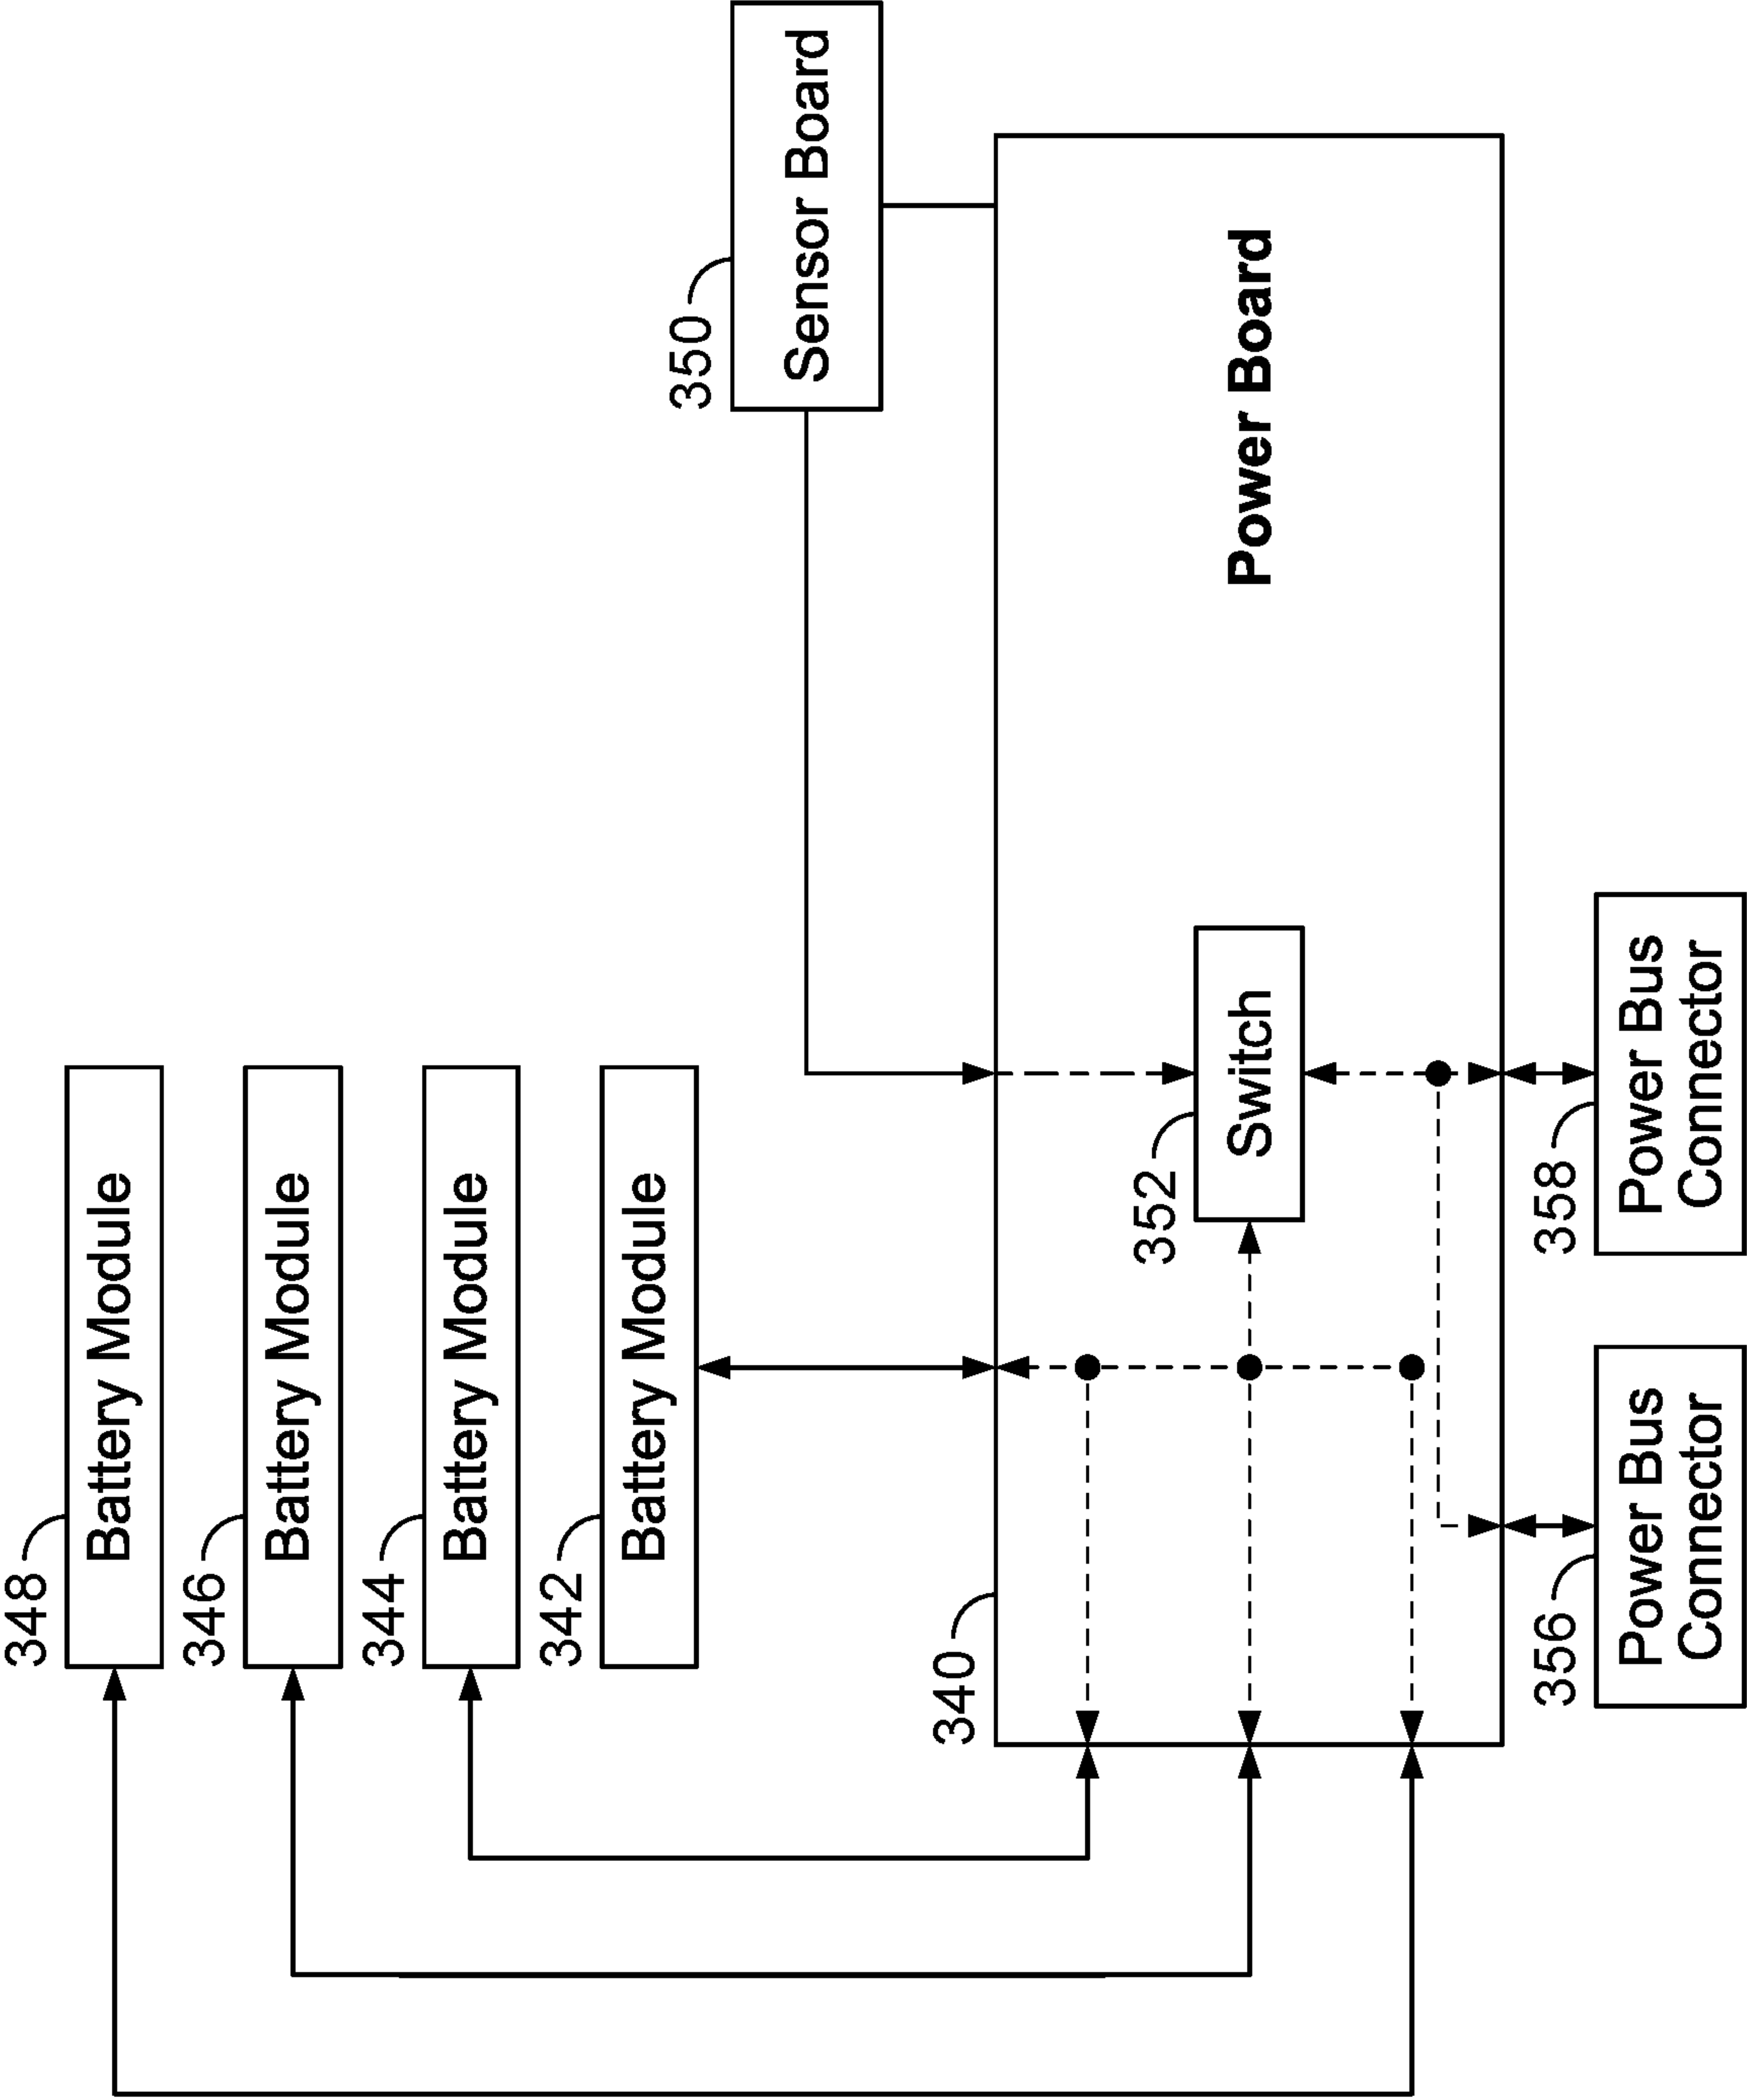 348
Battery Module
346
Battery Module
344
Battery Module
342
Battery Module
350
Sensor Board
340
Power Board
352
Switch
356
Power Bus
Connector
358
Power Bus
Connector